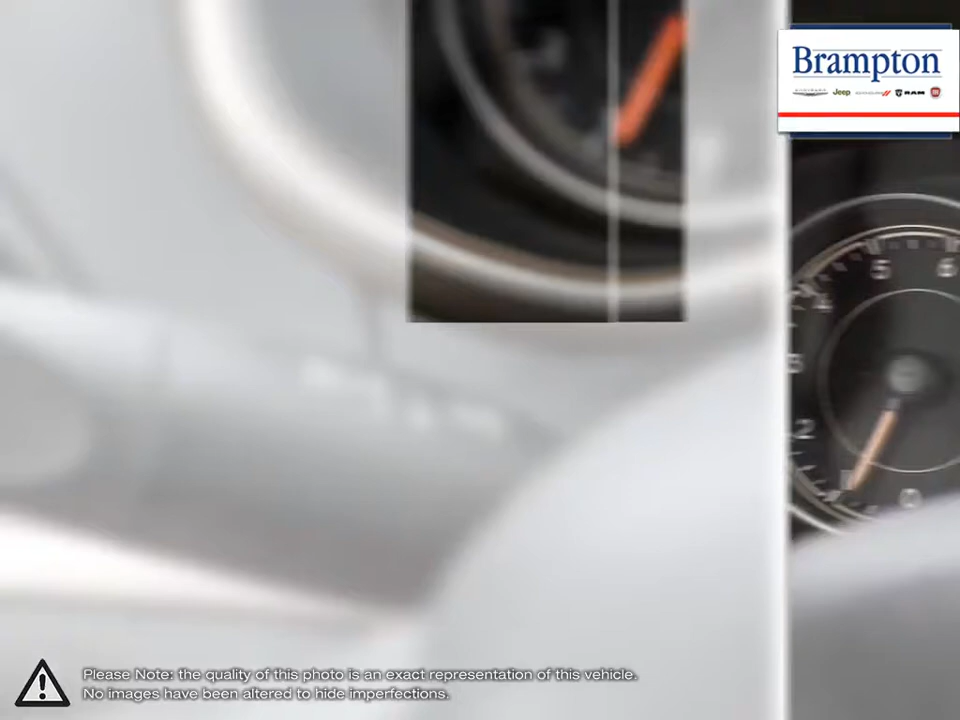 Brampton
Jeep RAM
5 6
4
3
2
0
Please Note: the quality of this photo is an exact representation of this vehicle.
No images have been altered to hide imperfections.